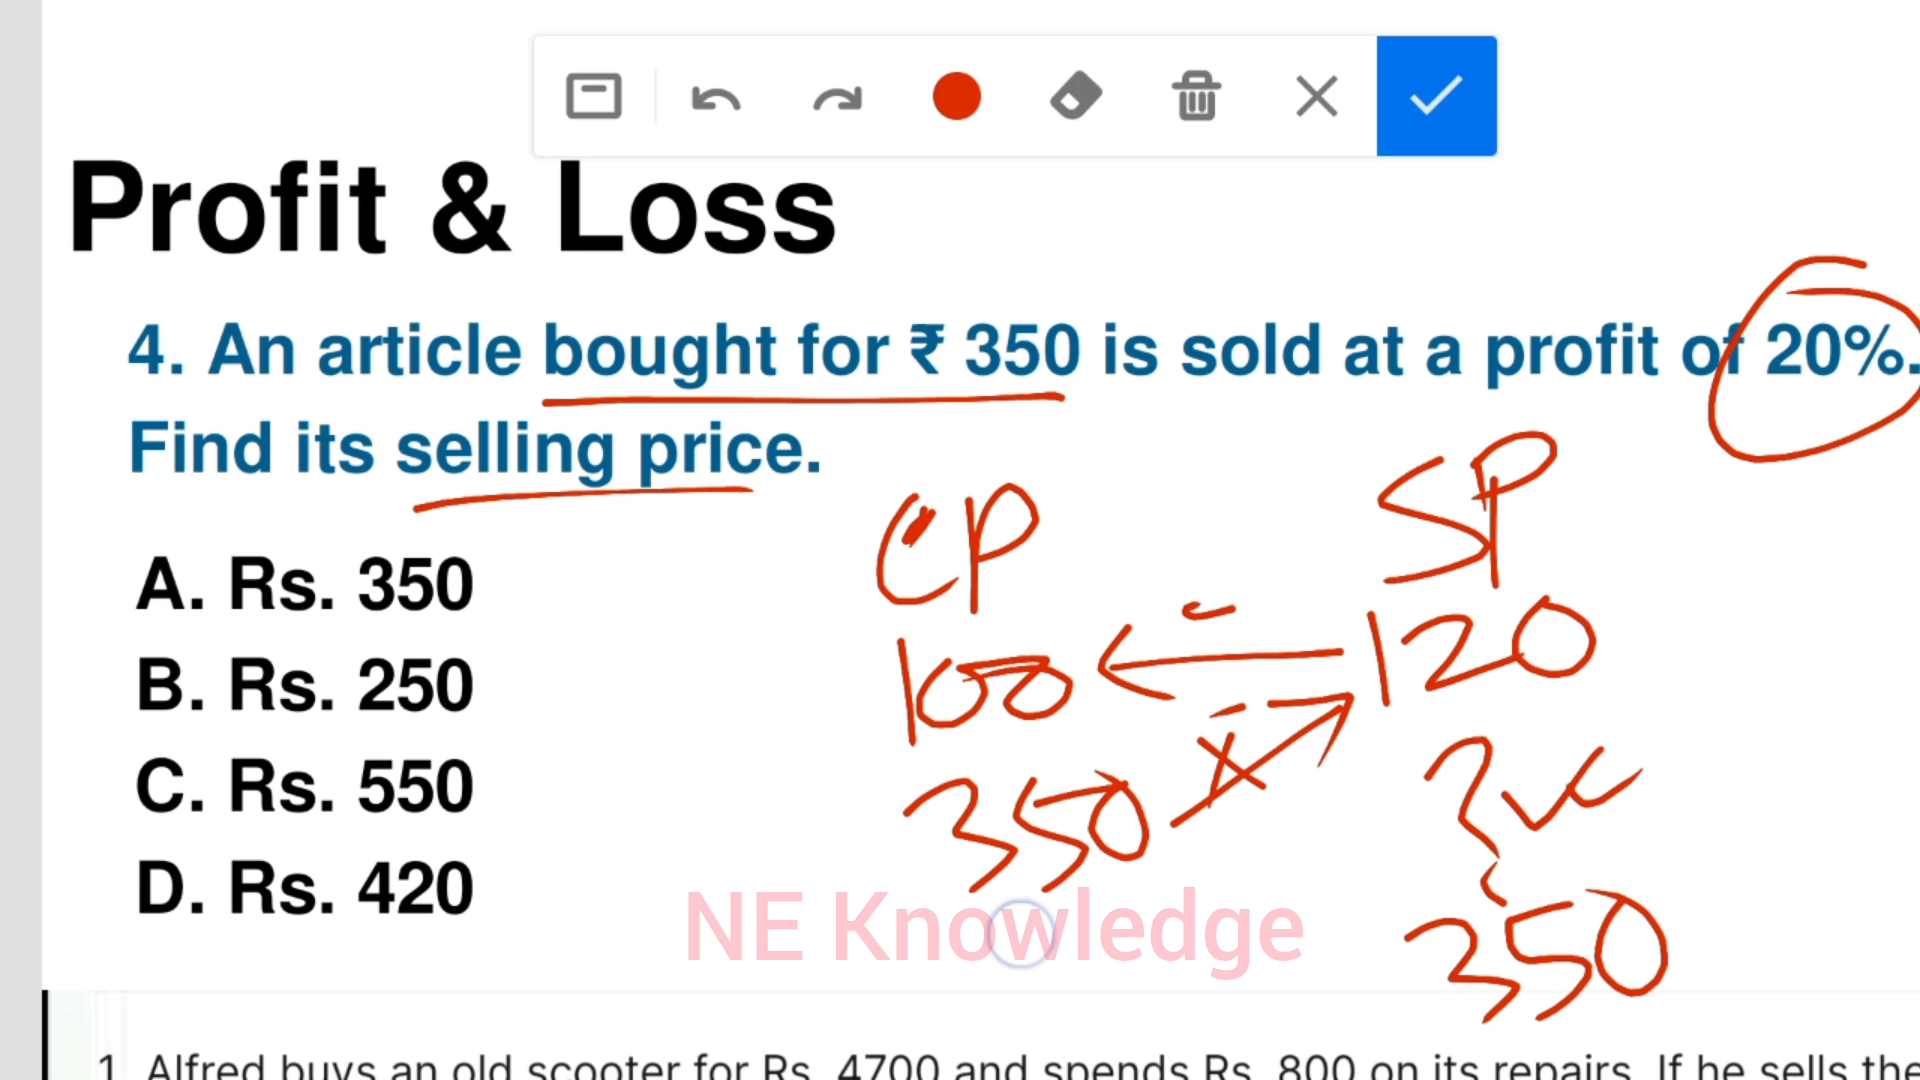 Profit & Loss
4. An article bought for ₹ 350 is sold at a profit of 20%.
Find its selling price.
CP SP
A. Rs. 350
100 120
B. Rs. 250
C. Rs. 550
350
D. Rs. 420
350
NE Knowledge
1 Alfred buys an old scooter for Rs. 4700 and spends Rs. 800 on its repairs. If he sells the